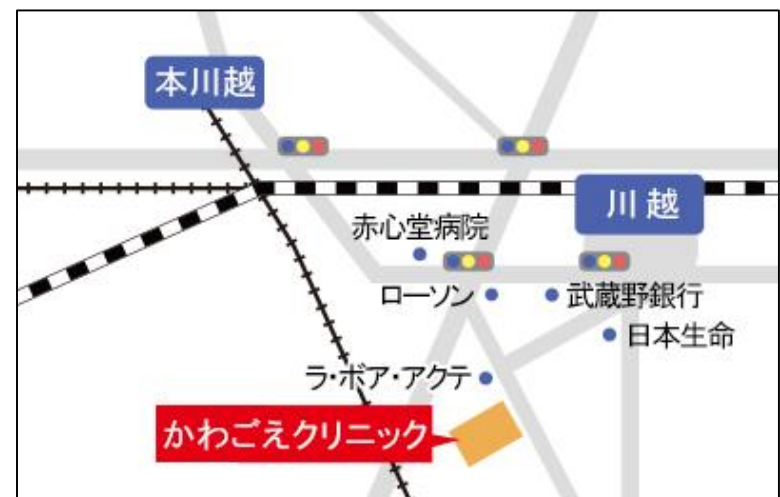 本川越
川越
赤心堂病院
ローソン
武蔵野銀行
日本生命
ラ・ボア・アクテ
かわごえクリニック